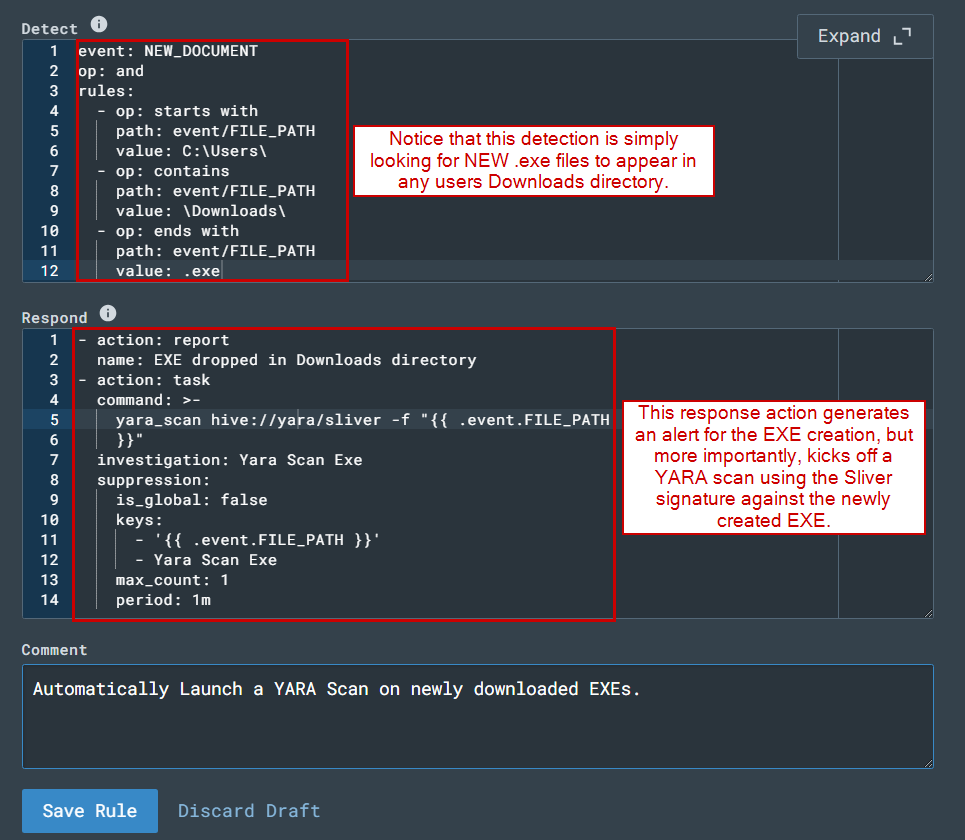 Detect
Expand
1 event: NEW_DOCUMENT
2 op: and
3 rules:
4 - op: starts with
5 path: event/FILE_PATH
6 value: C:\Users\
7 - op: contains
8 path: event/FILE_PATH
9 value: \Downloads\
10 - op: ends with
11 path: event/FILE_PATH
12 value: .exe
Notice that this detection is simply
looking for NEW .exe files to appear in
any users Downloads directory.
Respond
1 - action: report
2 name: EXE dropped in Downloads directory
3 - action: task
4 command: >-
5 yara_scan hive://yara/sliver -f "{{ .event.FILE_PATH
6 }}"
7 investigation: Yara Scan Exe
8 suppression:
9 is_global: false
10 keys:
11 - '{{ .event.FILE_PATH }}'
12 - Yara Scan Exe
13 max_count: 1
14 period: 1m
This response action generates
an alert for the EXE creation, but
more importantly, kicks off a
YARA scan using the Sliver
signature against the newly
created EXE.
Comment
Automatically Launch a YARA Scan on newly downloaded EXEs.
Save Rule Discard Draft